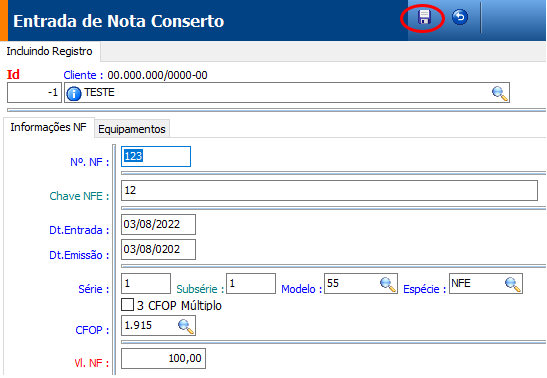 Entrada de Nota Conserto
Incluindo Registro
Id Cliente : 00.000.000/0000-00
-1 TESTE
Informações NF Equipamentos
Nº. NF : 123
Chave NFE : 12
Dt.Entrada : 03/08/2022
Dt.Emissão : 03/08/0202
Série : 1 Subsérie : 1 Modelo : 55 Espécie : NFE
3 CFOP Múltiplo
CFOP : 1.915
Vl. NF : 100,00